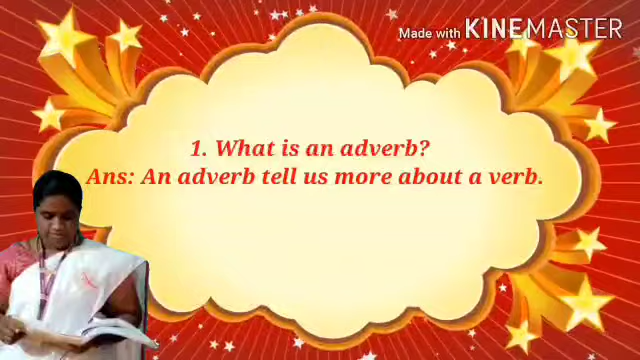 Made with KINEMASTER
1. What is an adverb?
Ans: An adverb tell us more about a verb.